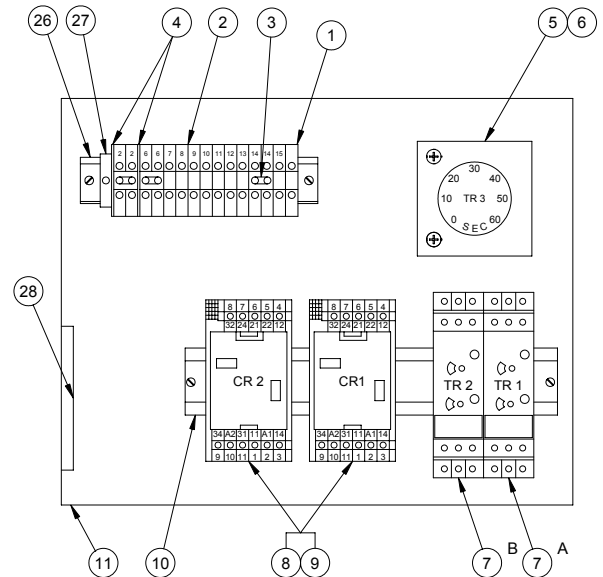 26 27 4 2 3 1 5 6
2 2 6 6 7 8 9 10 11 12 13 14 14 15
30
20 40
10 TR 3 50
0 SEC 60
28
8 7 6 5 4
32 24 21 22 12
CR 2
34 A2 31 11 A1 14
9 10 11 1 2 3
8 7 6 5 4
32 24 21 22 12
CR1
34 A2 31 11 A1 14
9 10 11 1 2 3
TR 2 TR 1
11 10 8 9 7 B 7 A